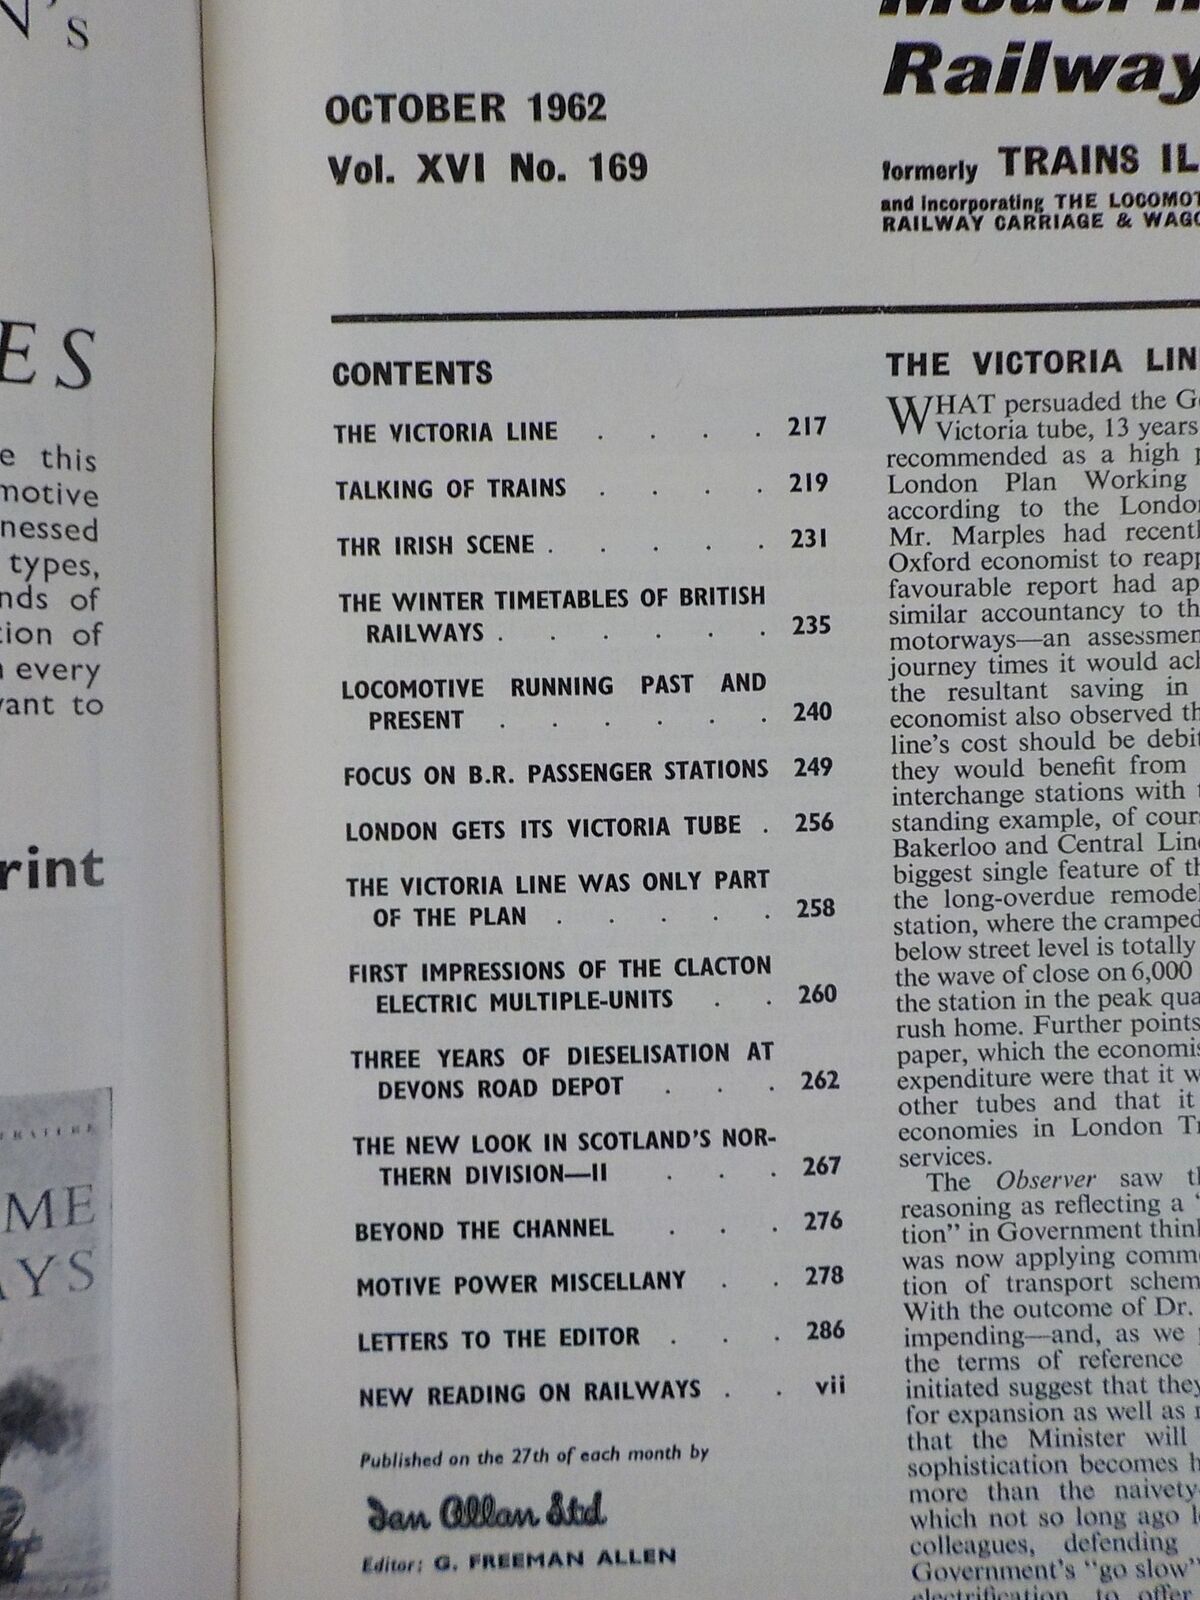 N's
ES
e this
motive
nessed
types,
nds of
tion of
every
vant to
rint
ME
AYS
OCTOBER 1962
Vol. XVI No. 169
Railway
formerly TRAINS IL
and incorporating THE LOCOMOT
RAILWAY CARRIAGE & WAGO
CONTENTS
THE VICTORIA LINE . . . . 217
TALKING OF TRAINS . . . . 219
THR IRISH SCENE . . . . . 231
THE WINTER TIMETABLES OF BRITISH
RAILWAYS . . . . . . 235
LOCOMOTIVE RUNNING PAST AND
PRESENT . . . . . . 240
FOCUS ON B.R. PASSENGER STATIONS 249
LONDON GETS ITS VICTORIA TUBE . 256
THE VICTORIA LINE WAS ONLY PART
OF THE PLAN . . . . . 258
FIRST IMPRESSIONS OF THE CLACTON
ELECTRIC MULTIPLE-UNITS . . 260
THREE YEARS OF DIESELISATION AT
DEVONS ROAD DEPOT . . . 262
THE NEW LOOK IN SCOTLAND'S NOR-
THERN DIVISION—II . . . 267
BEYOND THE CHANNEL . . . 276
MOTIVE POWER MISCELLANY . . 278
LETTERS TO THE EDITOR . . . 286
NEW READING ON RAILWAYS . . vii
Published on the 27th of each month by
Ian Allan Ltd
Editor: G. FREEMAN ALLEN
THE VICTORIA LIN
WHAT persuaded the G
Victoria tube, 13 years
recommended as a high
London Plan Working
according to the Londo
Mr. Marples had recentl
Oxford economist to reapp
favourable report had ap
similar accountancy to th
motorways—an assessmen
journey times it would ach
the resultant saving in
economist also observed th
line's cost should be debit
they would benefit from
interchange stations with
standing example, of cours
Bakerloo and Central Line
biggest single feature of th
the long-overdue remodel
station, where the cramped
below street level is totally
the wave of close on 6,000
the station in the peak qua
rush home. Further points
paper, which the economis
expenditure were that it w
other tubes and that it
economies in London Tr
services.
The Observer saw th
reasoning as reflecting a
tion" in Government think
was now applying comme
tion of transport schem
With the outcome of Dr.
impending—and, as we
the terms of reference
initiated suggest that they
for expansion as well as
that the Minister will
sophistication becomes h
more than the naivety
which not so long ago l
colleagues, defending
Government's "go slow"
electrification, to offer